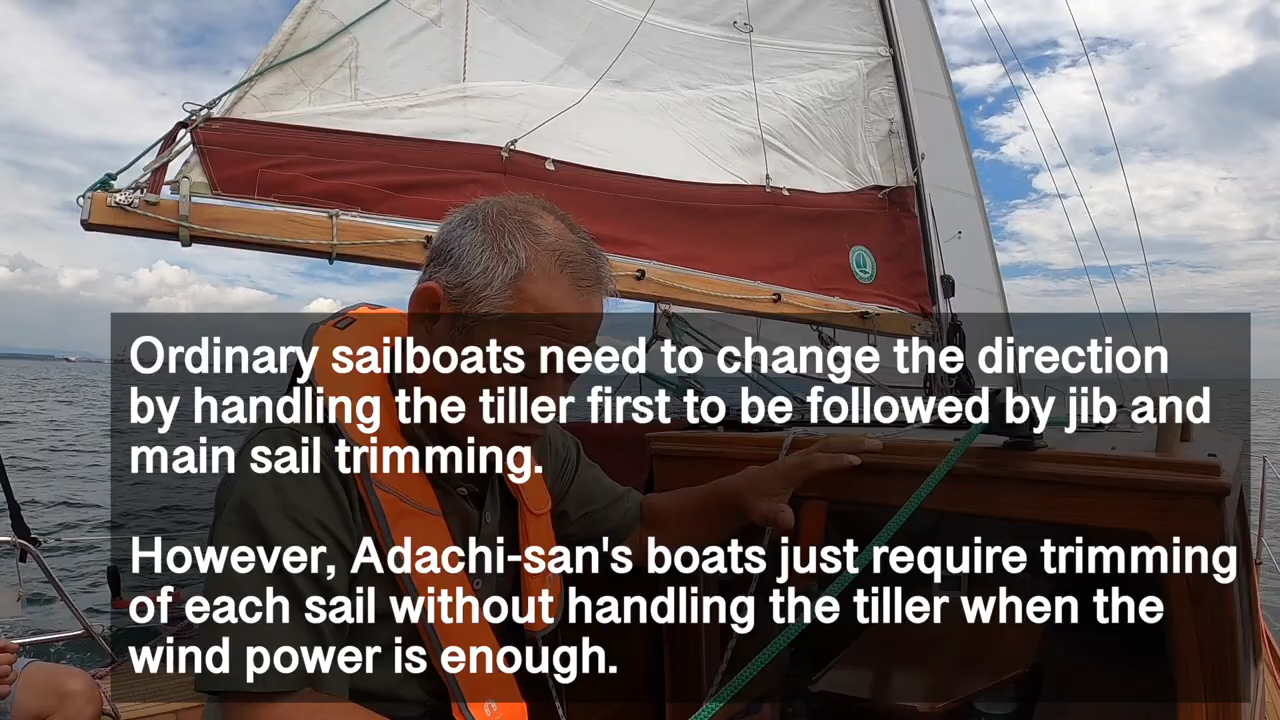 Ordinary sailboats need to change the direction
by handling the tiller first to be followed by jib and
main sail trimming.
However, Adachi-san's boats just require trimming
of each sail without handling the tiller when the
wind power is enough.